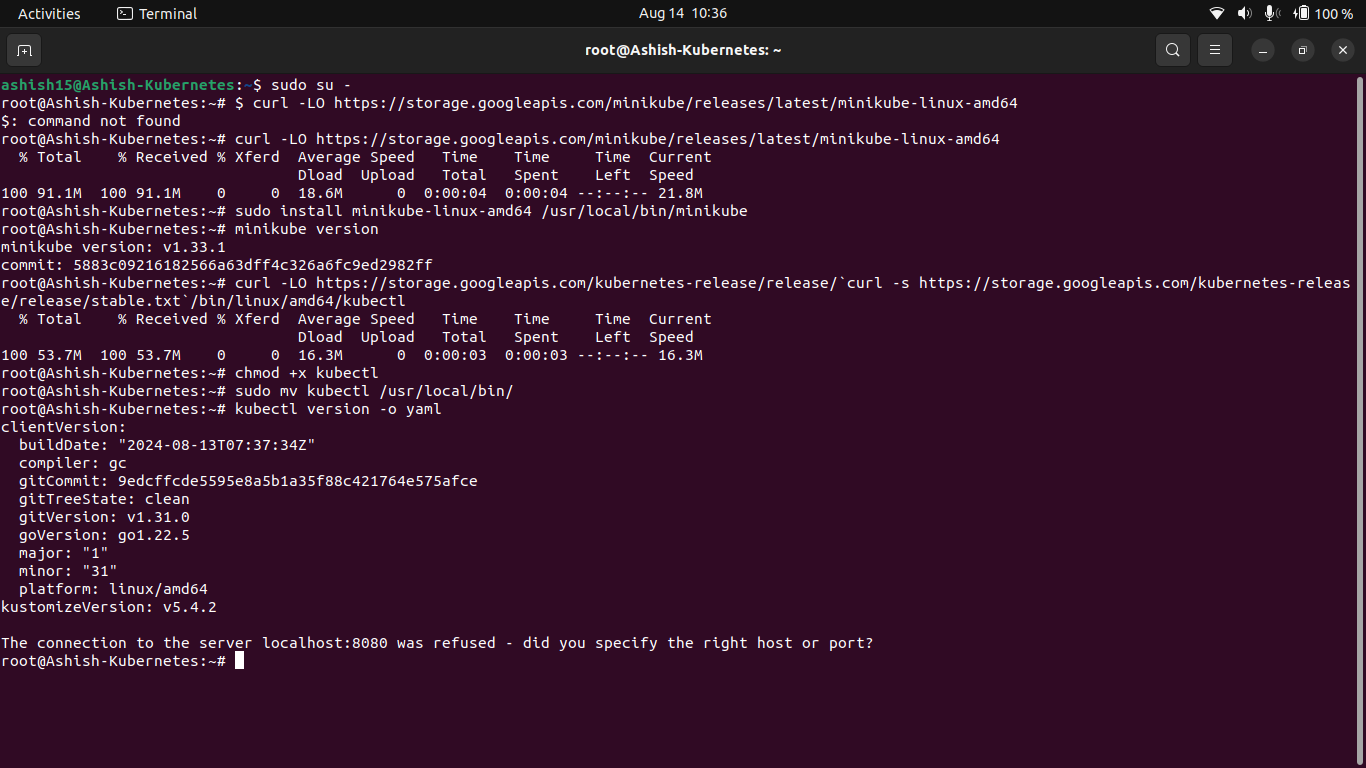 Activities Terminal Aug 14 10:36 100 %
root@Ashish-Kubernetes: ~
ashish15@Ashish-Kubernetes:~$ sudo su -
root@Ashish-Kubernetes:~# $ curl -LO https://storage.googleapis.com/minikube/releases/latest/minikube-linux-amd64
$: command not found
root@Ashish-Kubernetes:~# curl -LO https://storage.googleapis.com/minikube/releases/latest/minikube-linux-amd64
  % Total    % Received % Xferd  Average Speed   Time    Time     Time  Current
                                 Dload  Upload   Total   Spent    Left  Speed
100 91.1M  100 91.1M    0     0  18.6M      0  0:00:04  0:00:04 --:--:-- 21.8M
root@Ashish-Kubernetes:~# sudo install minikube-linux-amd64 /usr/local/bin/minikube
root@Ashish-Kubernetes:~# minikube version
minikube version: v1.33.1
commit: 5883c09216182566a63dff4c326a6fc9ed2982ff
root@Ashish-Kubernetes:~# curl -LO https://storage.googleapis.com/kubernetes-release/release/`curl -s https://storage.googleapis.com/kubernetes-releas
e/release/stable.txt`/bin/linux/amd64/kubectl
  % Total    % Received % Xferd  Average Speed   Time    Time     Time  Current
                                 Dload  Upload   Total   Spent    Left  Speed
100 53.7M  100 53.7M    0     0  16.3M      0  0:00:03  0:00:03 --:--:-- 16.3M
root@Ashish-Kubernetes:~# chmod +x kubectl
root@Ashish-Kubernetes:~# sudo mv kubectl /usr/local/bin/
root@Ashish-Kubernetes:~# kubectl version -o yaml
clientVersion:
  buildDate: "2024-08-13T07:37:34Z"
  compiler: gc
  gitCommit: 9edcffcde5595e8a5b1a35f88c421764e575afce
  gitTreeState: clean
  gitVersion: v1.31.0
  goVersion: go1.22.5
  major: "1"
  minor: "31"
  platform: linux/amd64
kustomizeVersion: v5.4.2
The connection to the server localhost:8080 was refused - did you specify the right host or port?
root@Ashish-Kubernetes:~#